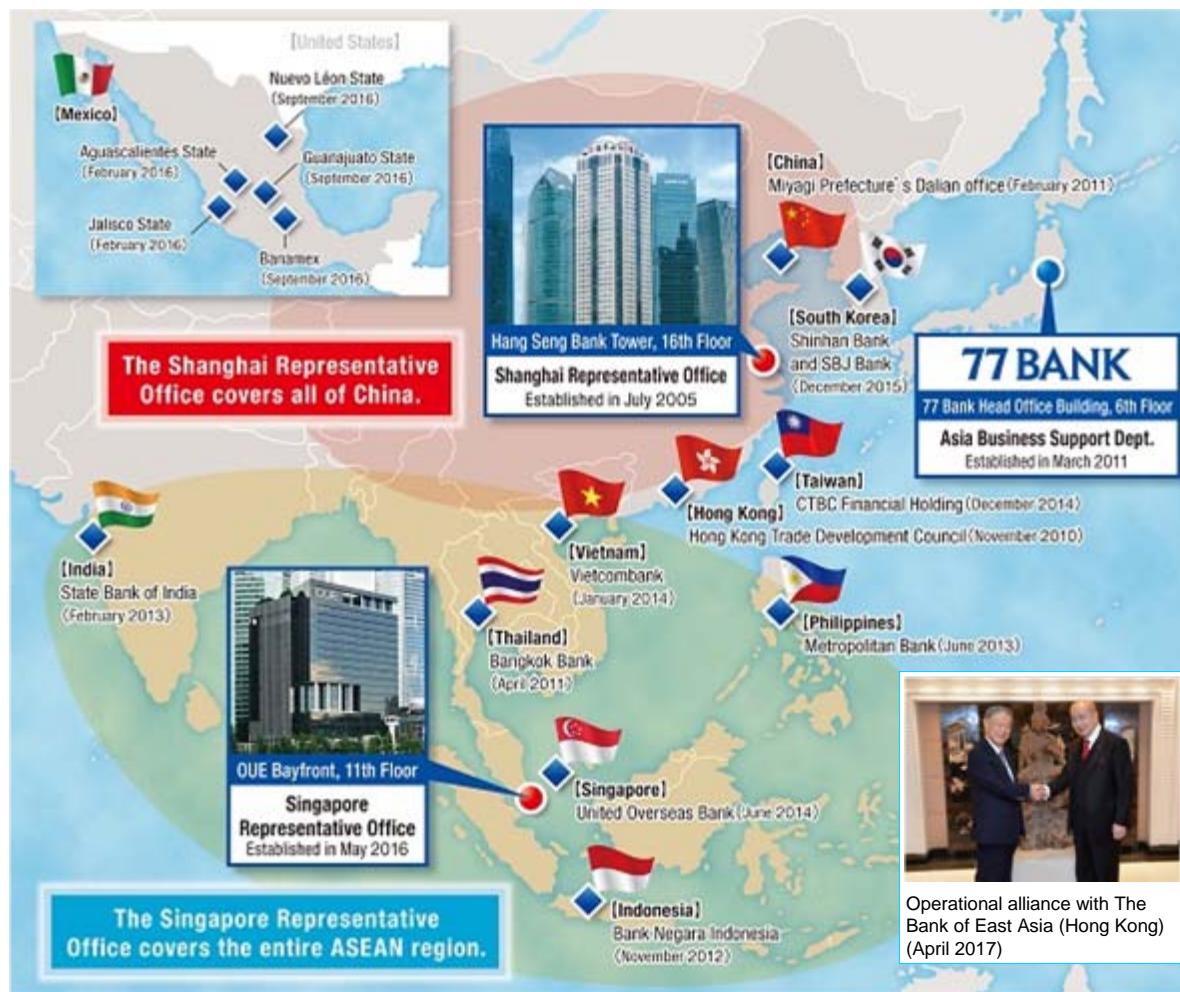 【United States】
【Mexico】
Nuevo Léon State
(September 2016)
Aguascalientes State
(February 2016)
Guanajuato State
(September 2016)
Jalisco State
(February 2016)
Banamex
(September 2016)
The Shanghai Representative
Office covers all of China.
Hang Seng Bank Tower, 16th Floor
Shanghai Representative Office
Established in July 2005
【China】
Miyagi Prefecture's Dalian office (February 2011)
【South Korea】
Shinhan Bank
and SBJ Bank
(December 2015)
77 BANK
77 Bank Head Office Building, 6th Floor
Asia Business Support Dept.
Established in March 2011
【Taiwan】
CTBC Financial Holding (December 2014)
【Hong Kong】
Hong Kong Trade Development Council (November 2010)
【India】
State Bank of India
(February 2013)
【Vietnam】
Vietcombank
(January 2014)
【Thailand】
Bangkok Bank
(April 2011)
【Philippines】
Metropolitan Bank (June 2013)
OUE Bayfront, 11th Floor
Singapore
Representative Office
Established in May 2016
【Singapore】
United Overseas Bank (June 2014)
【Indonesia】
Bank Negara Indonesia
(November 2012)
The Singapore Representative
Office covers the entire ASEAN region.
Operational alliance with The
Bank of East Asia (Hong Kong)
(April 2017)